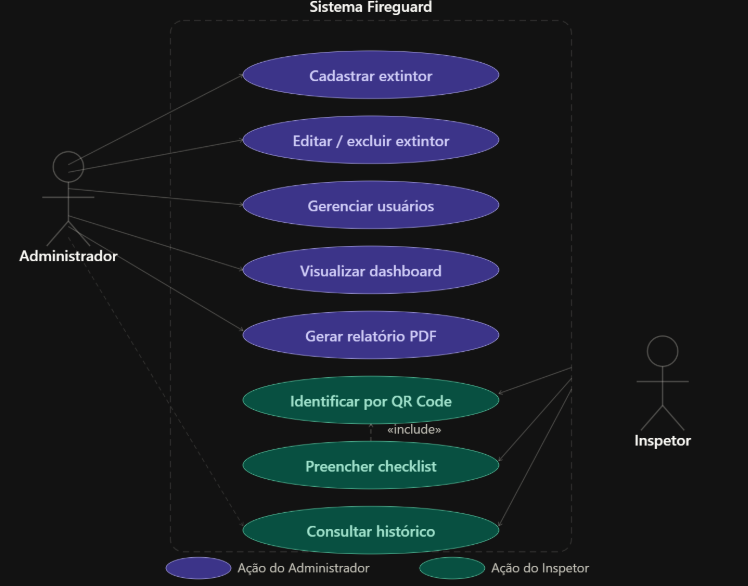 Sistema Fireguard
Cadastrar extintor
Editar / excluir extintor
Gerenciar usuários
Administrador
Visualizar dashboard
Gerar relatório PDF
Identificar por QR Code
«include»
Inspetor
Preencher checklist
Consultar histórico
Ação do Administrador
Ação do Inspetor